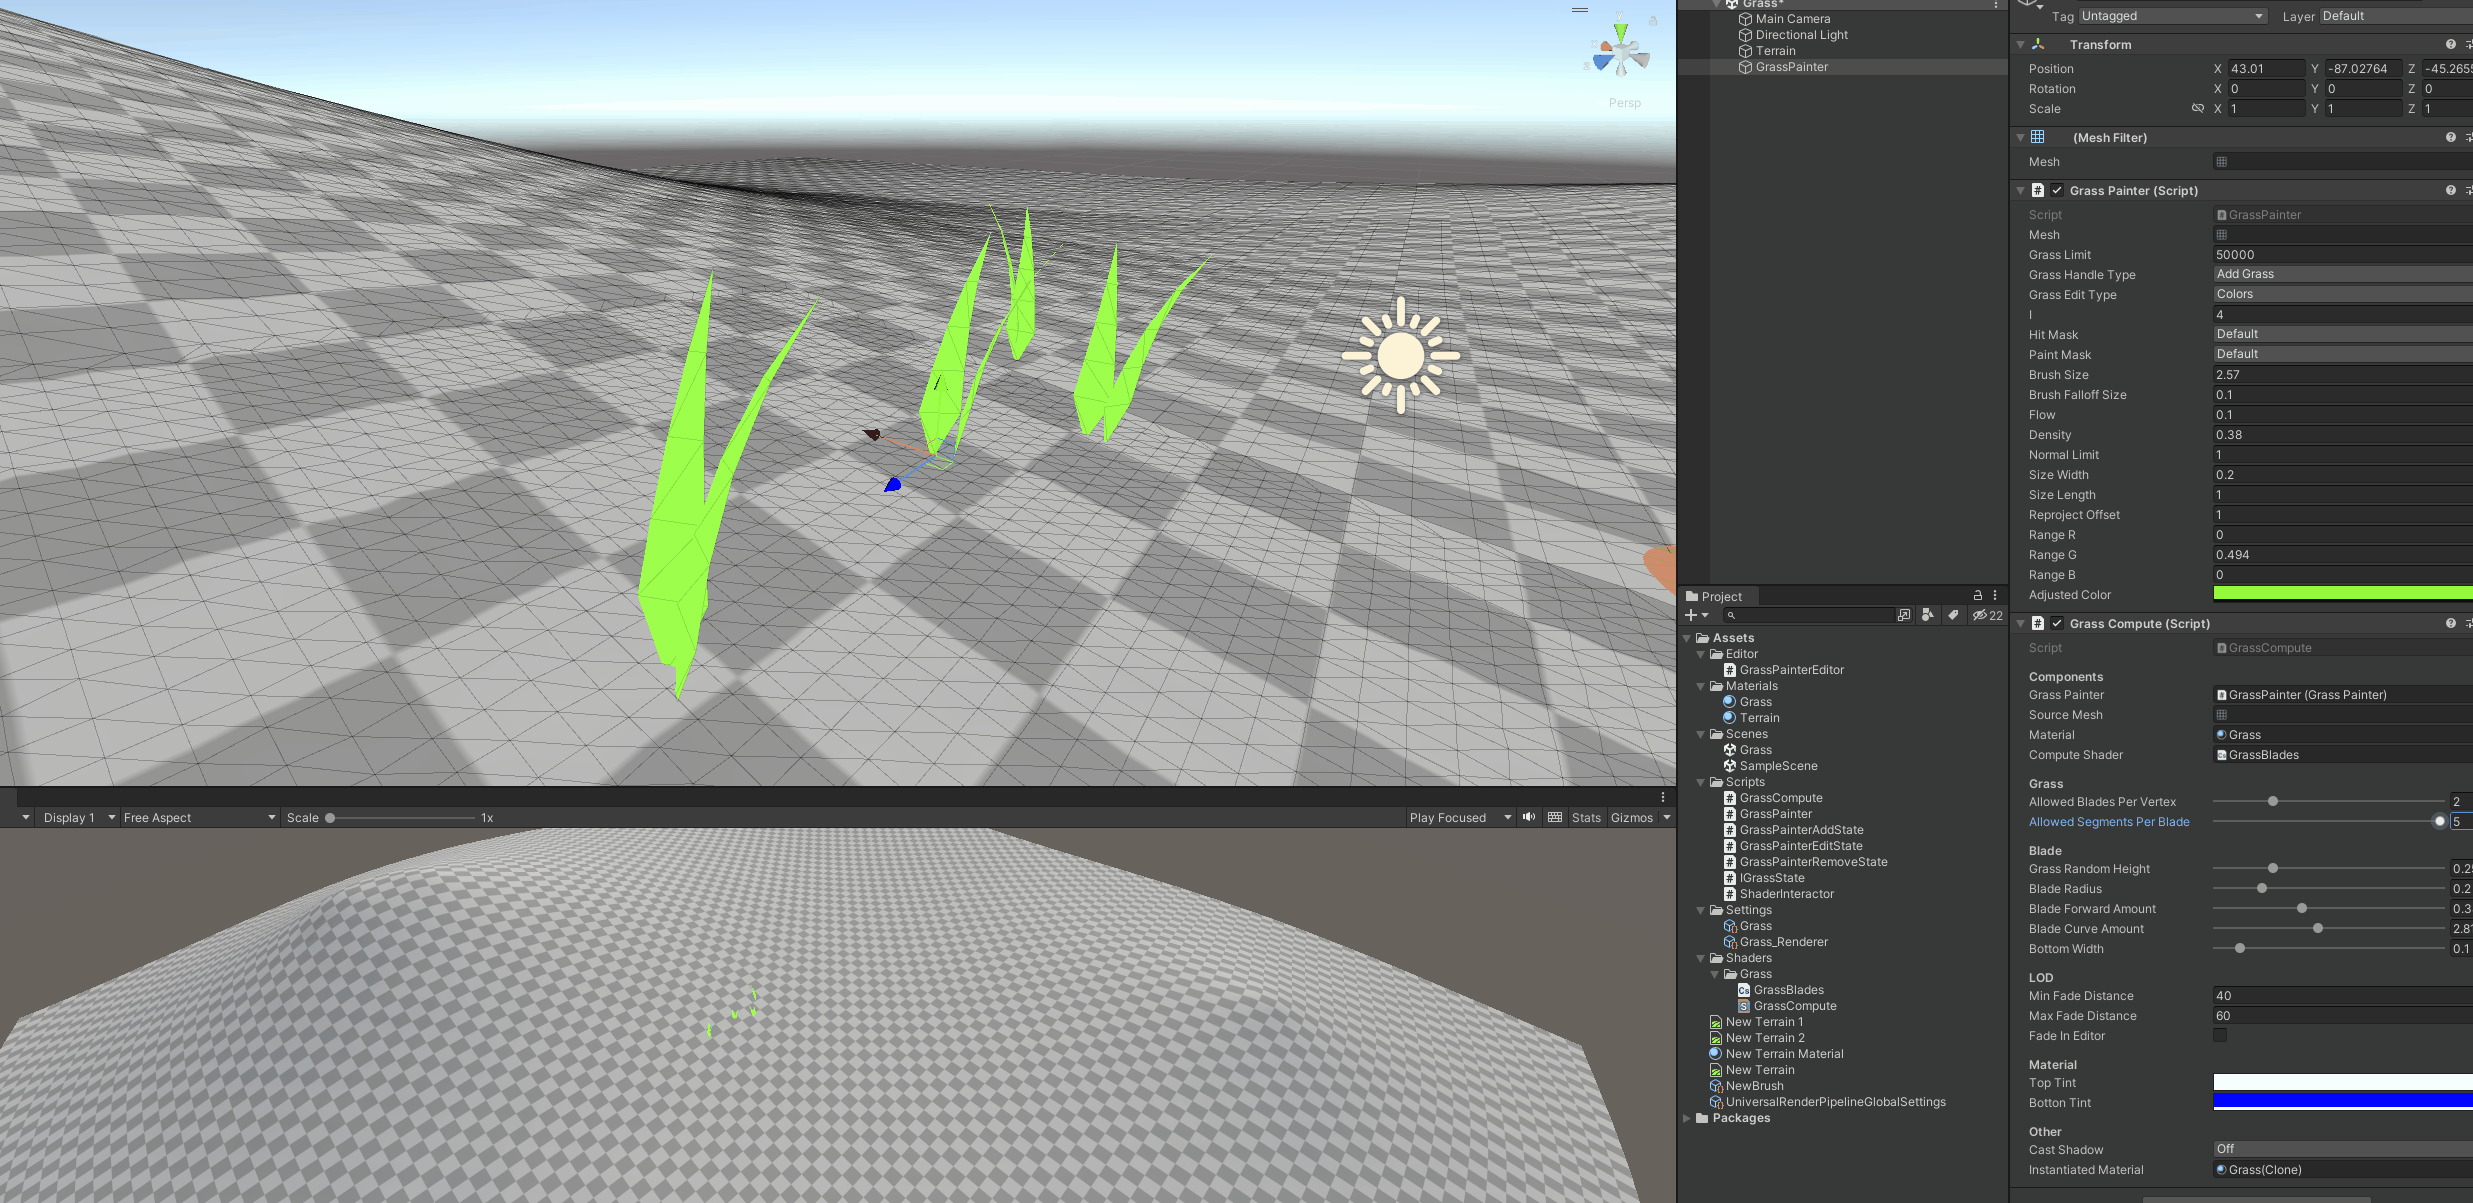 Persp
Display 1
Free Aspect
Scale
1x
Play Focused
Stats
Gizmos
Grass*
Main Camera
Directional Light
Terrain
GrassPainter
Project
22
Assets
Editor
GrassPainterEditor
Materials
Grass
Terrain
Scenes
Grass
SampleScene
Scripts
GrassCompute
GrassPainter
GrassPainterAddState
GrassPainterEditState
GrassPainterRemoveState
IGrassState
ShaderInteractor
Settings
Grass
Grass_Renderer
Shaders
Grass
GrassBlades
GrassCompute
New Terrain 1
New Terrain 2
New Terrain Material
New Terrain
NewBrush
UniversalRenderPipelineGlobalSettings
Packages
Tag Untagged Layer Default
Transform
Position X 43.01 Y -87.02764 Z -45.2655
Rotation X 0 Y 0 Z 0
Scale X 1 Y 1 Z 1
(Mesh Filter)
Mesh
Grass Painter (Script)
Script GrassPainter
Mesh
Grass Limit 50000
Grass Handle Type Add Grass
Grass Edit Type Colors
I 4
Hit Mask Default
Paint Mask Default
Brush Size 2.57
Brush Falloff Size 0.1
Flow 0.1
Density 0.38
Normal Limit 1
Size Width 0.2
Size Length 1
Reproject Offset 1
Range R 0
Range G 0.494
Range B 0
Adjusted Color
Grass Compute (Script)
Script GrassCompute
Components
Grass Painter GrassPainter (Grass Painter)
Source Mesh
Material Grass
Compute Shader GrassBlades
Grass
Allowed Blades Per Vertex 2
Allowed Segments Per Blade 5
Blade
Grass Random Height 0.25
Blade Radius 0.2
Blade Forward Amount 0.3
Blade Curve Amount 2.8
Bottom Width 0.1
LOD
Min Fade Distance 40
Max Fade Distance 60
Fade In Editor
Material
Top Tint
Botton Tint
Other
Cast Shadow Off
Instantiated Material Grass(Clone)